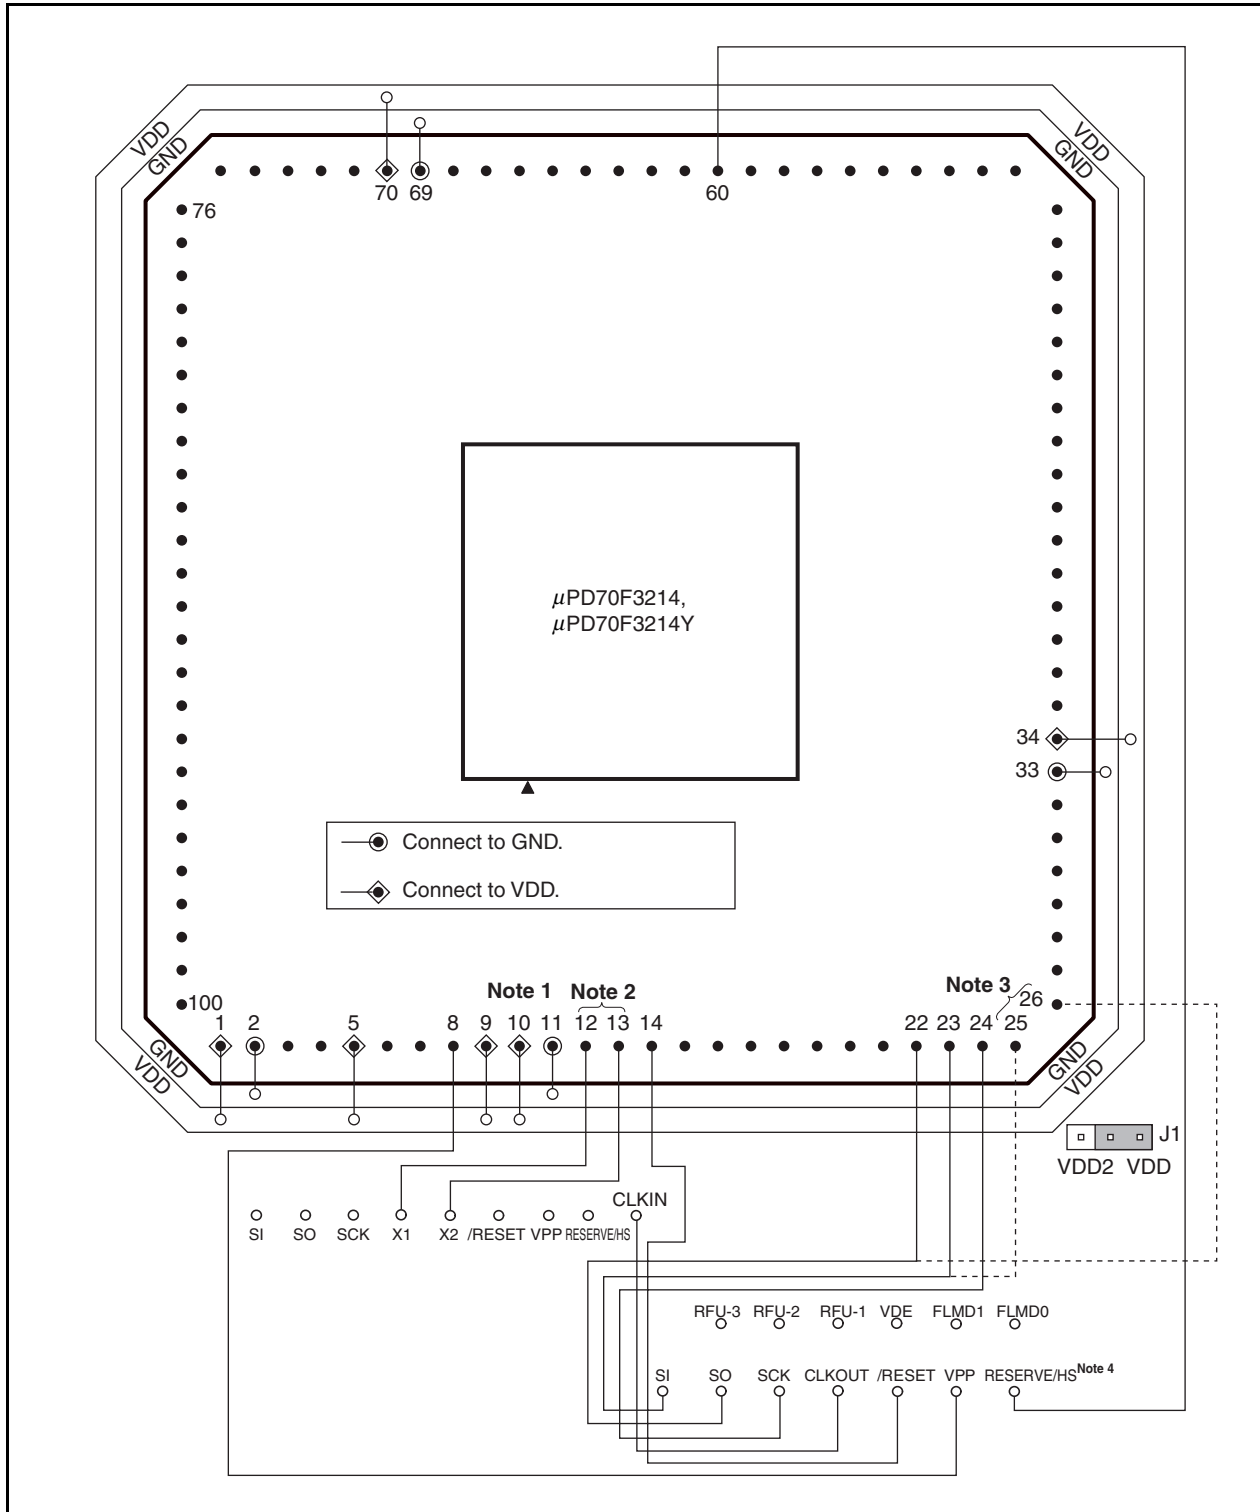 VDD
GND
VDD
GND
70 69 60
76
μPD70F3214,
μPD70F3214Y
34
33
Connect to GND.
Connect to VDD.
Note 1 Note 2 Note 3
100 26
1 2 5 8 9 10 11 12 13 14 22 23 24 25
GND
VDD
GND
VDD
J1
VDD2 VDD
CLKIN
SI SO SCK X1 X2 /RESET VPP RESERVE/HS
RFU-3 RFU-2 RFU-1 VDE FLMD1 FLMD0
SI SO SCK CLKOUT /RESET VPP RESERVE/HS Note 4